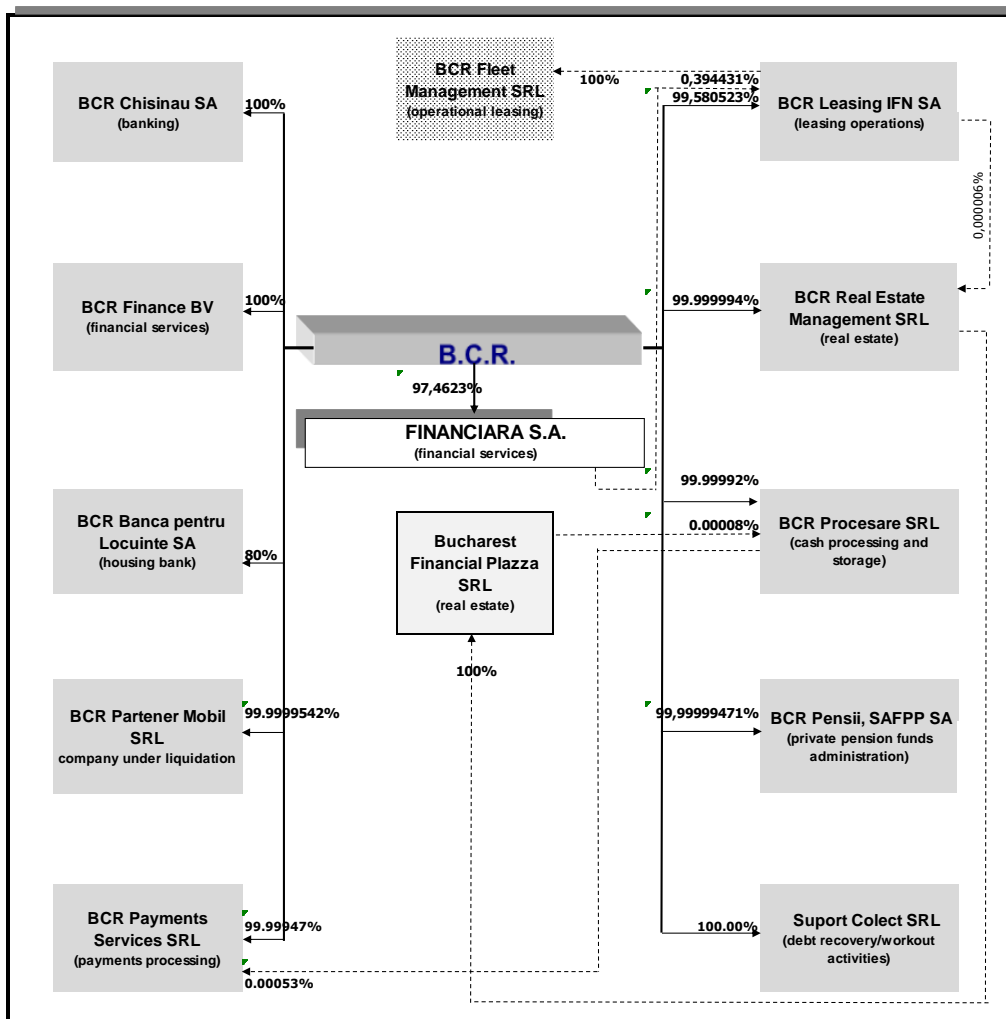 BCR Fleet
Management SRL
(operational leasing)
100%
0,394431%
99,580523%
BCR Leasing IFN SA
(leasing operations)
0,000006%
BCR Chisinau SA
(banking)
100%
BCR Finance BV
(financial services)
100%
99.999994%
BCR Real Estate
Management SRL
(real estate)
B.C.R.
97,4623%
FINANCIARA S.A.
(financial services)
BCR Banca pentru
Locuinte SA
(housing bank)
80%
Bucharest
Financial Plazza
SRL
(real estate)
100%
99.99992%
0.00008%
BCR Procesare SRL
(cash processing and
storage)
BCR Partener Mobil
SRL
company under liquidation
99.9999542%
99,99999471%
BCR Pensii, SAFPP SA
(private pension funds
administration)
BCR Payments
Services SRL
(payments processing)
99.99947%
0.00053%
100.00%
Suport Colect SRL
(debt recovery/workout
activities)